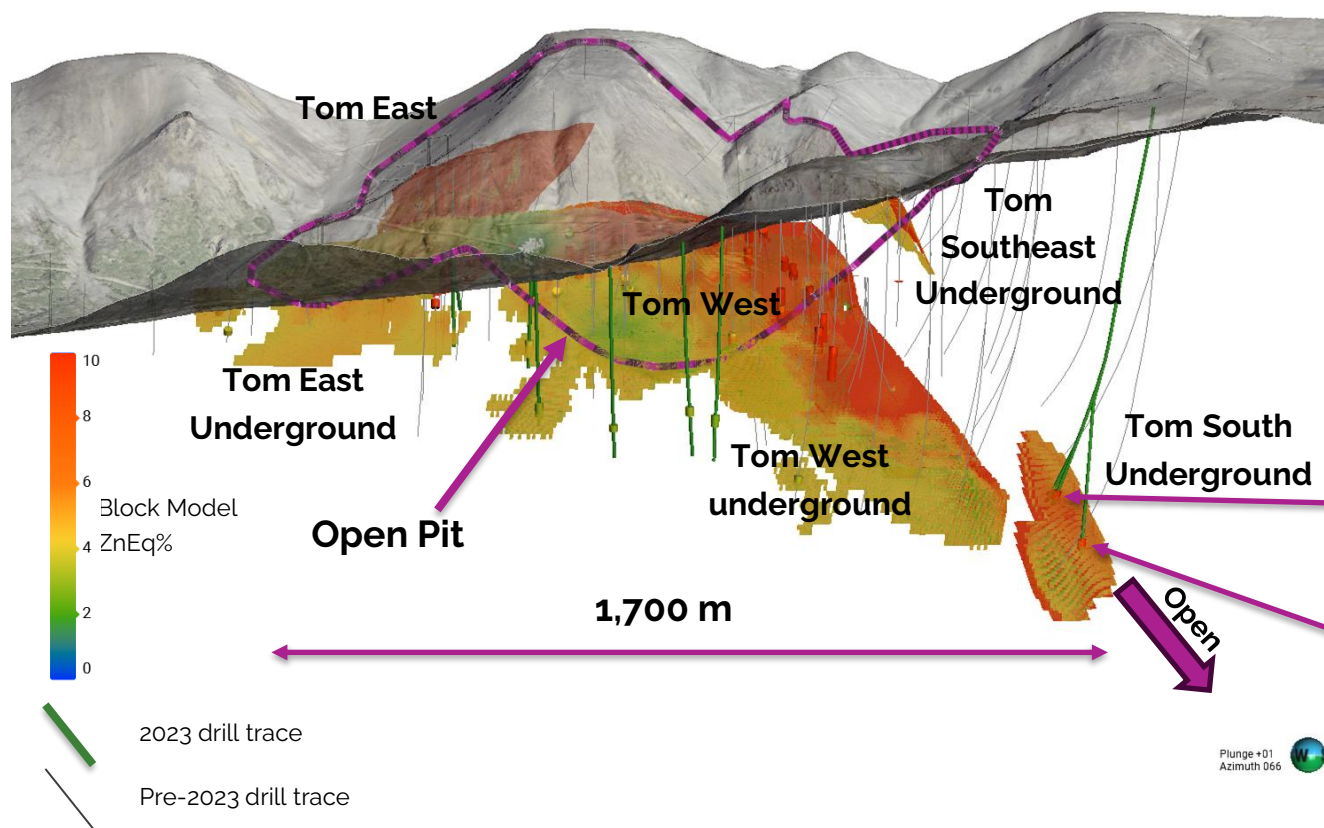 Tom East
Tom
Southeast
Underground
Tom West
Tom East
Underground
Tom South
Underground
Tom West
underground
Open Pit
10
8
6
Block Model
4 ZnEq%
2
0
1,700 m
Open
2023 drill trace
Pre-2023 drill trace
Plunge +01
Azimuth 066
W